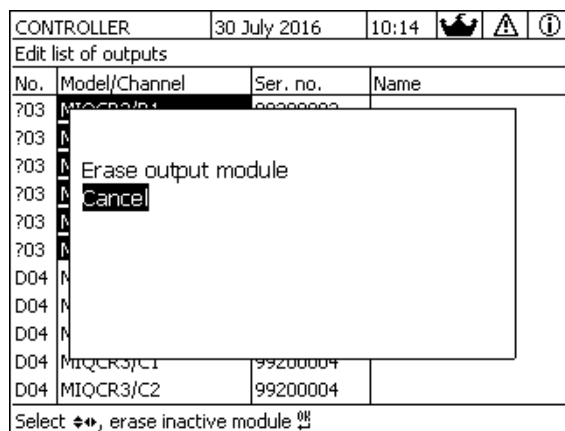 CONTROLLER 30 July 2016 10:14
Edit list of outputs
No. Model/Channel Ser. no. Name
?03
?03
?03 Erase output module
?03 Cancel
?03
?03
D04
D04
D04
D04 MIQCR3/C1 99200004
D04 MIQCR3/C2 99200004
Select , erase inactive module OK